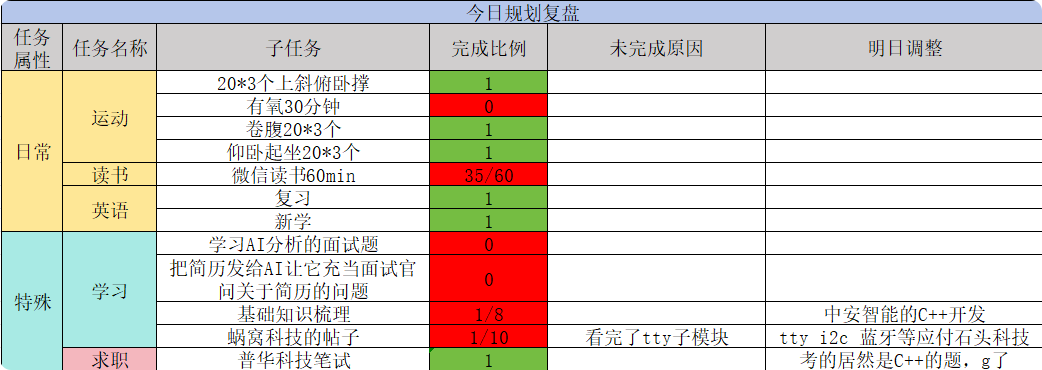 今日规划复盘
任务属性 任务名称 子任务 完成比例 未完成原因 明日调整
日常 运动 20*3个上斜俯卧撑 1
有氧30分钟 0
卷腹20*3个 1
仰卧起坐20*3个 1
读书 微信读书60min 35/60
英语 复习 1
新学 1
特殊 学习 学习AI分析的面试题 0
把简历发给AI让它充当面试官
问关于简历的问题 0
基础知识梳理 1/8 中安智能的C++开发
蜗窝科技的帖子 1/10 看完了tty子模块 tty i2c 蓝牙等应付石头科技
求职 普华科技笔试 1 考的居然是C++的题，g了